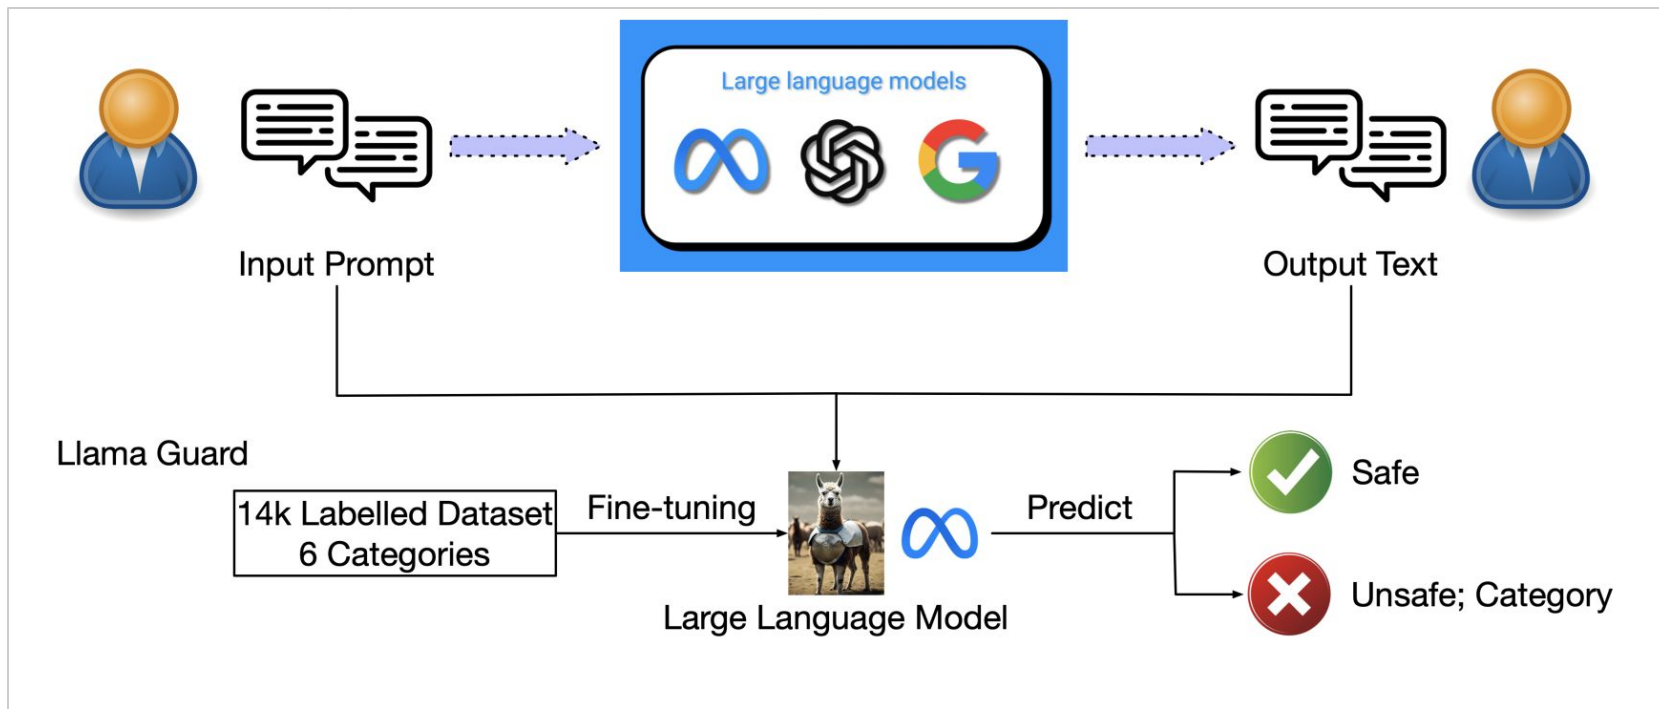 Large language models
Input Prompt
Output Text
Llama Guard
14k Labelled Dataset
6 Categories
Fine-tuning
Predict
Safe
Unsafe; Category
Large Language Model